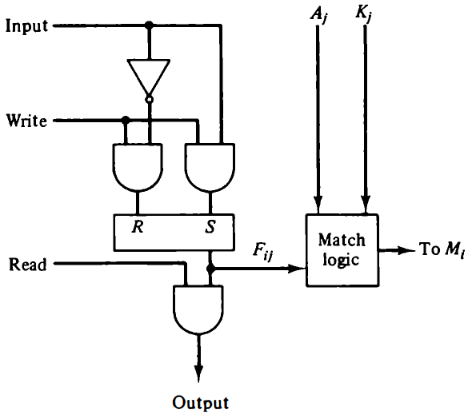 Input
A_j
K_j
Write
R
S
Match
logic
To M_i
Read
F_ij
Output